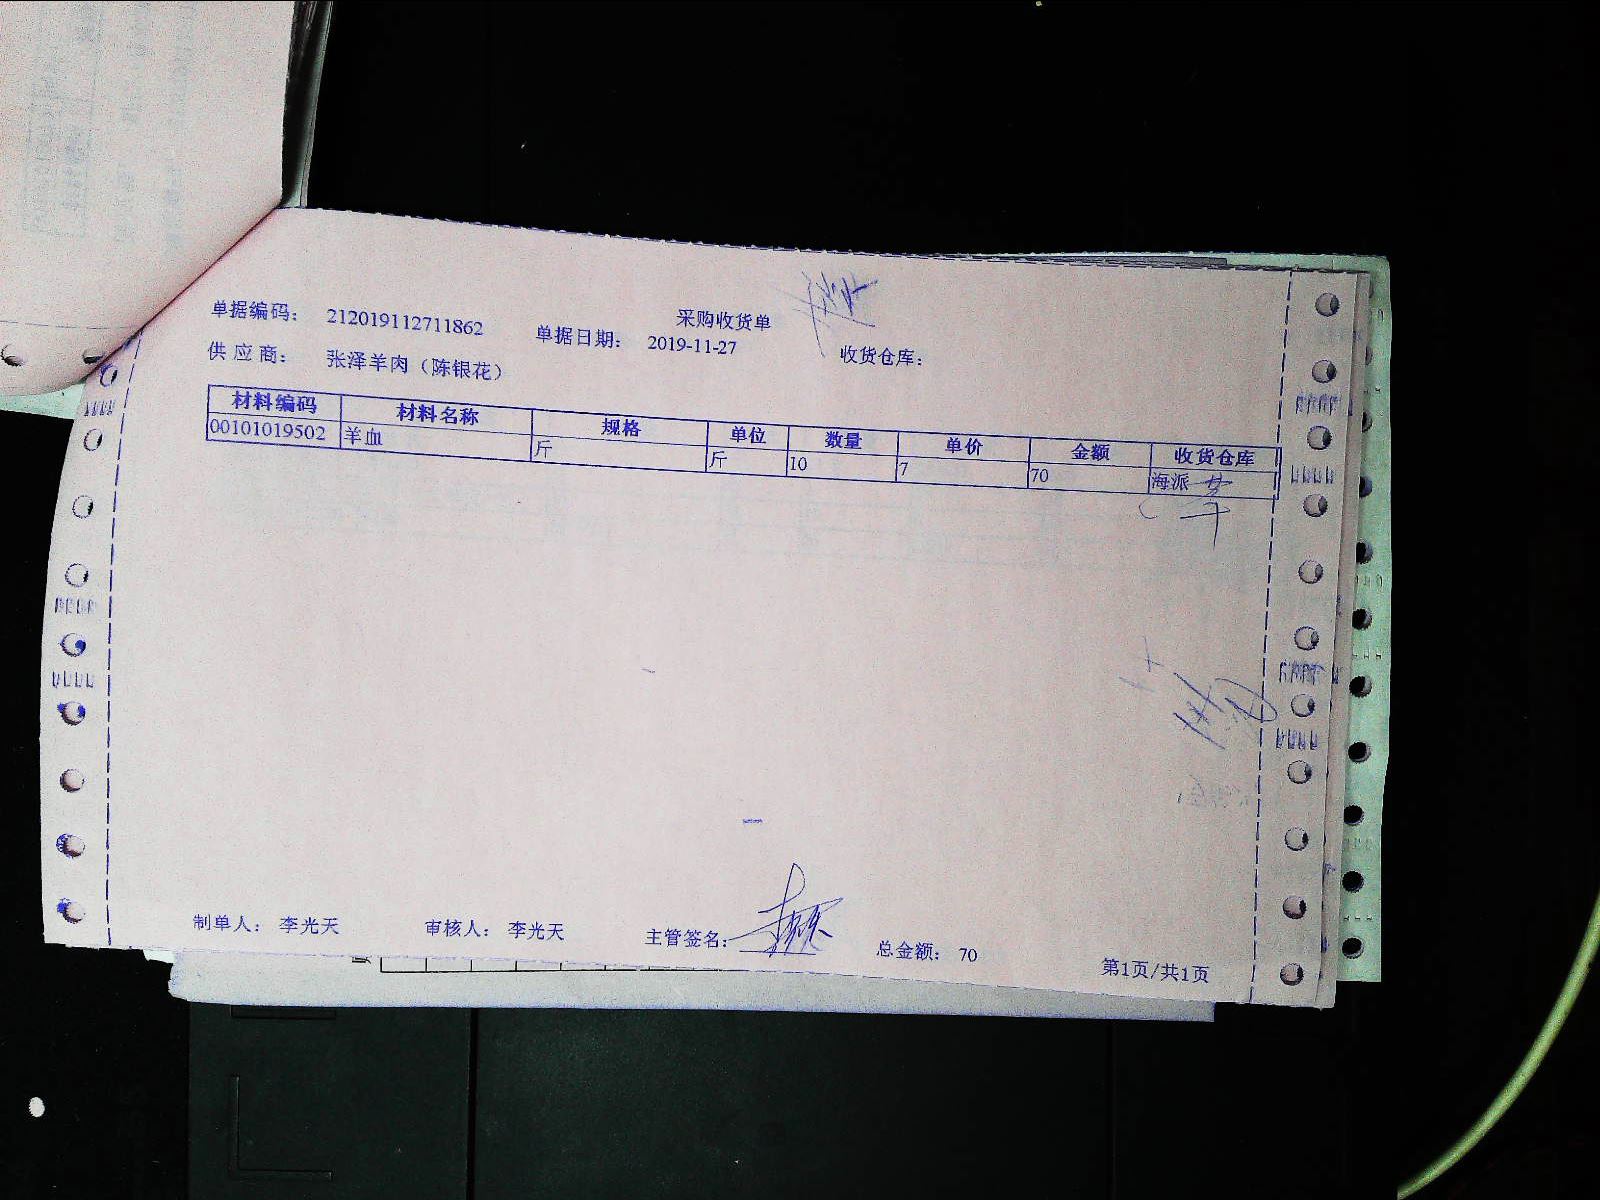 采购收货单
单据编码： 212019112711862 单据日期： 2019-11-27 收货仓库：
供 应 商： 张泽羊肉（陈银花）
材料编码 材料名称 规格 单位 数量 单价 金额 收货仓库
00101019502 羊血 斤 斤 10 7 70 海派
制单人： 李光天 审核人： 李光天 主管签名： 总金额： 70
第1页/共1页